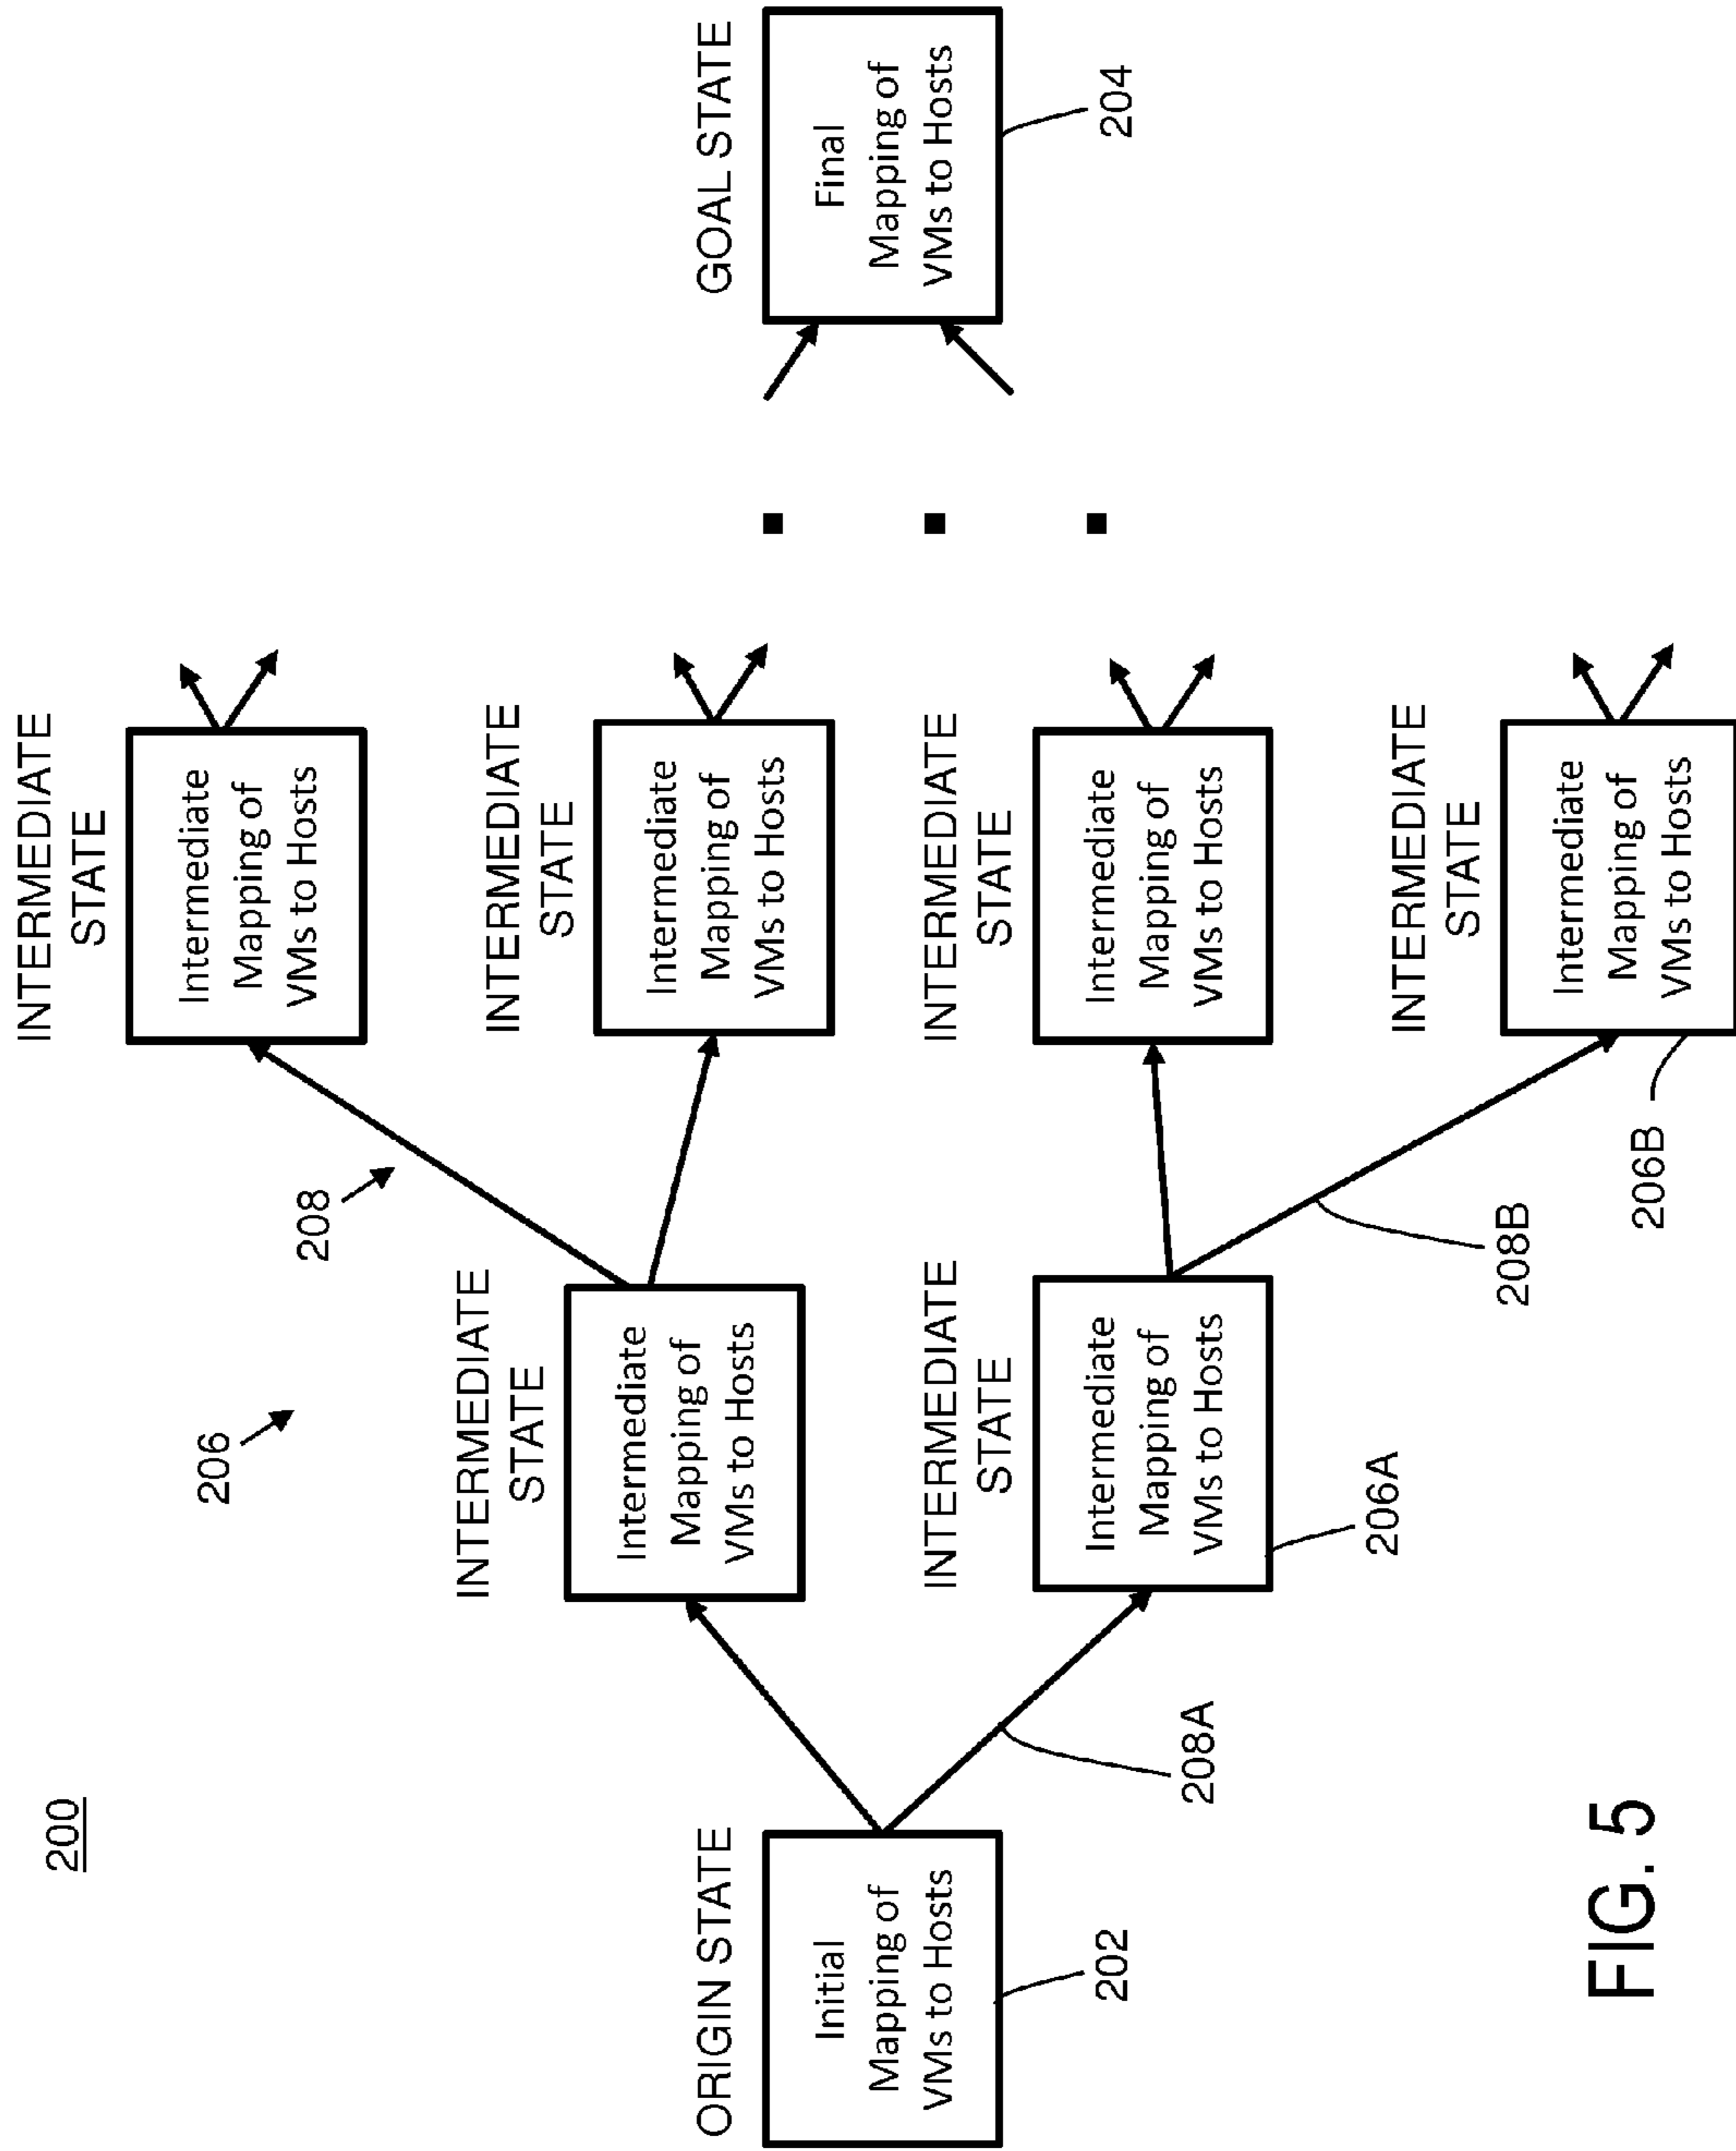 200
206
208
INTERMEDIATE
STATE
Intermediate
Mapping of
VMs to Hosts
INTERMEDIATE
STATE
Intermediate
Mapping of
VMs to Hosts
INTERMEDIATE
STATE
Intermediate
Mapping of
VMs to Hosts
ORIGIN STATE
Initial
Mapping of
VMs to Hosts
202
GOAL STATE
Final
Mapping of
VMs to Hosts
204
208A
INTERMEDIATE
STATE
Intermediate
Mapping of
VMs to Hosts
206A
INTERMEDIATE
STATE
Intermediate
Mapping of
VMs to Hosts
208B
INTERMEDIATE
STATE
Intermediate
Mapping of
VMs to Hosts
206B
FIG. 5